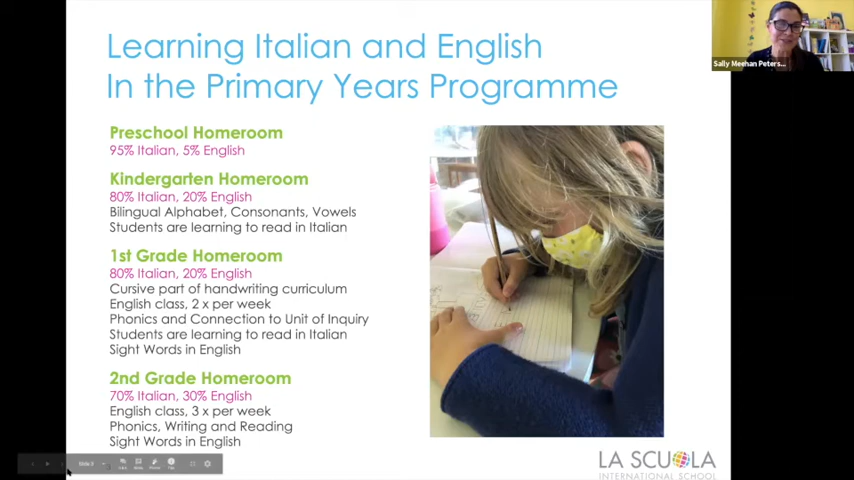 Learning Italian and English
In the Primary Years Programme
Sally Meehan Peters...
Preschool Homeroom
95% Italian, 5% English
Kindergarten Homeroom
80% Italian, 20% English
Bilingual Alphabet, Consonants, Vowels
Students are learning to read in Italian
1st Grade Homeroom
80% Italian, 20% English
Cursive part of handwriting curriculum
English class, 2 x per week
Phonics and Connection to Unit of Inquiry
Students are learning to read in Italian
Sight Words in English
2nd Grade Homeroom
70% Italian, 30% English
English class, 3 x per week
Phonics, Writing and Reading
Sight Words in English
LA SCUOLA
INTERNATIONAL SCHOOL